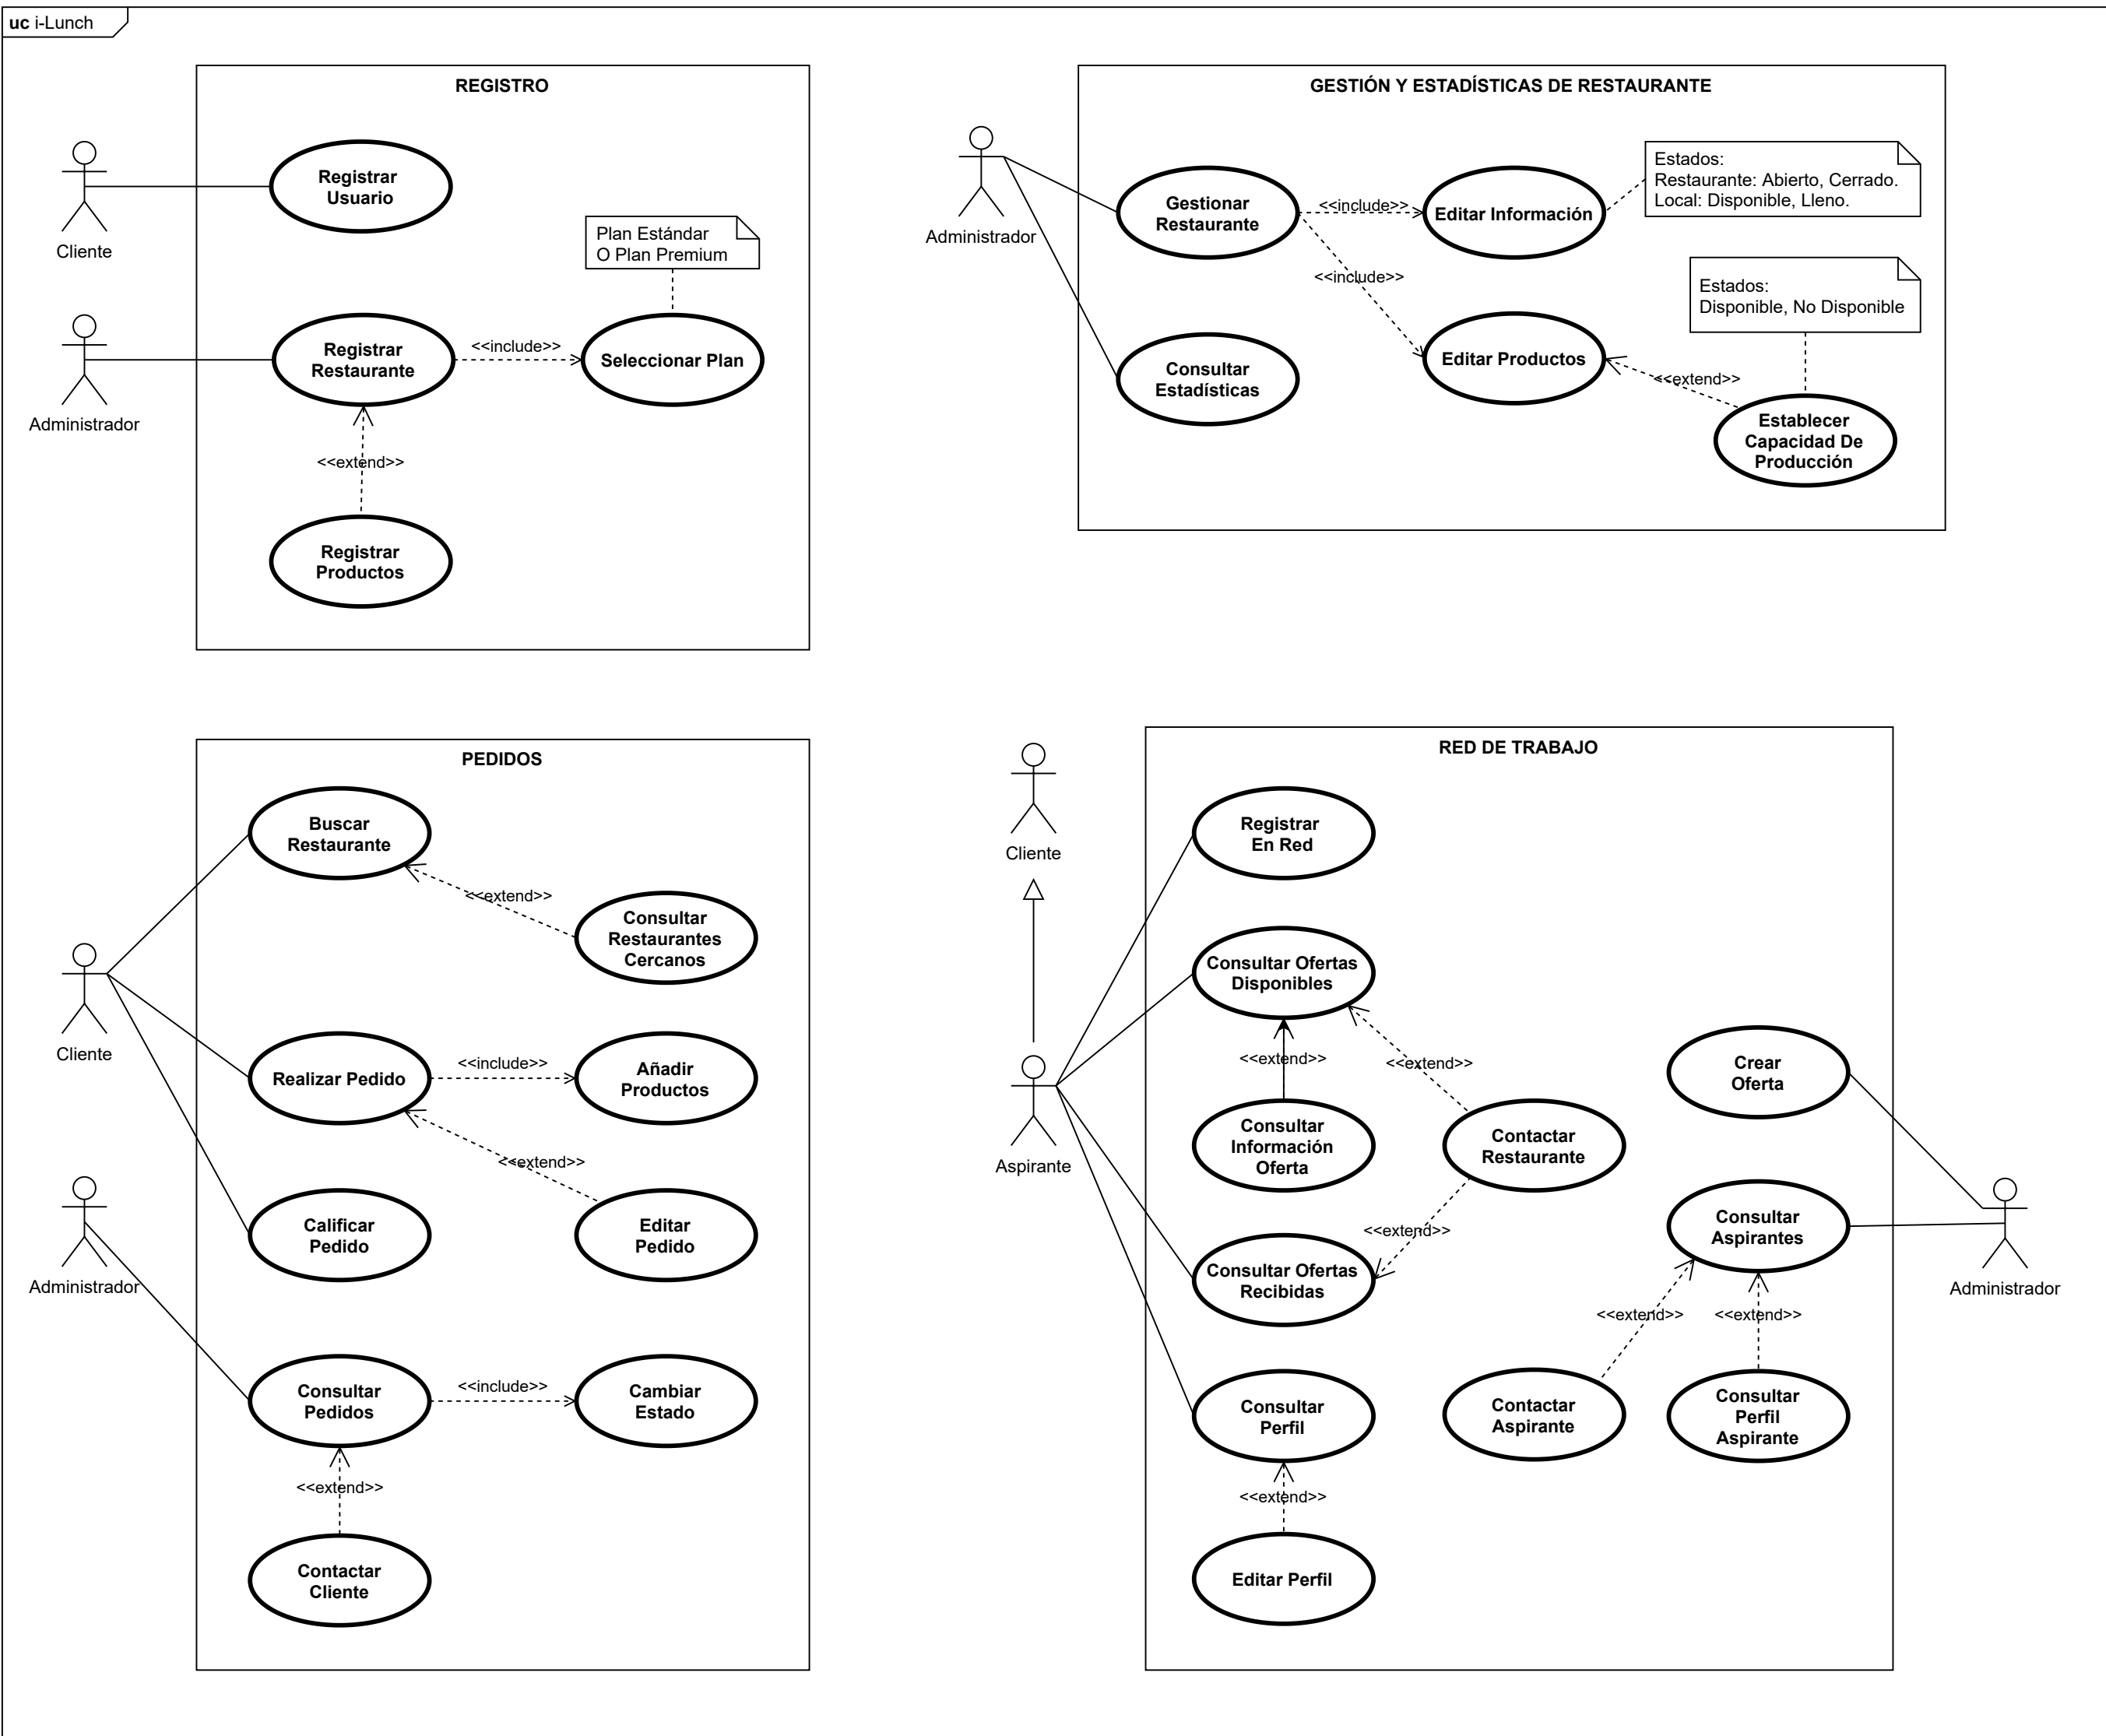 uc i-Lunch
REGISTRO
Cliente
Registrar
Usuario
Plan Estándar
O Plan Premium
Administrador
Registrar
Restaurante
<<include>>
Seleccionar Plan
<<extend>>
Registrar
Productos
GESTIÓN Y ESTADÍSTICAS DE RESTAURANTE
Administrador
Gestionar
Restaurante
<<include>>
Editar Información
Estados:
Restaurante: Abierto, Cerrado.
Local: Disponible, Lleno.
<<include>>
Estados:
Disponible, No Disponible
Consultar
Estadísticas
Editar Productos
<<extend>>
Establecer
Capacidad De
Producción
PEDIDOS
Buscar
Restaurante
<<extend>>
Consultar
Restaurantes
Cercanos
Cliente
Realizar Pedido
<<include>>
Añadir
Productos
<<extend>>
Calificar
Pedido
Editar
Pedido
Administrador
Consultar
Pedidos
<<include>>
Cambiar
Estado
<<extend>>
Contactar
Cliente
RED DE TRABAJO
Cliente
Registrar
En Red
Consultar Ofertas
Disponibles
<<extend>>
<<extend>>
Crear
Oferta
Aspirante
Consultar
Información
Oferta
Contactar
Restaurante
<<extend>>
Consultar
Aspirantes
Administrador
Consultar Ofertas
Recibidas
<<extend>>
<<extend>>
Consultar
Perfil
Contactar
Aspirante
Consultar
Perfil
Aspirante
<<extend>>
Editar Perfil